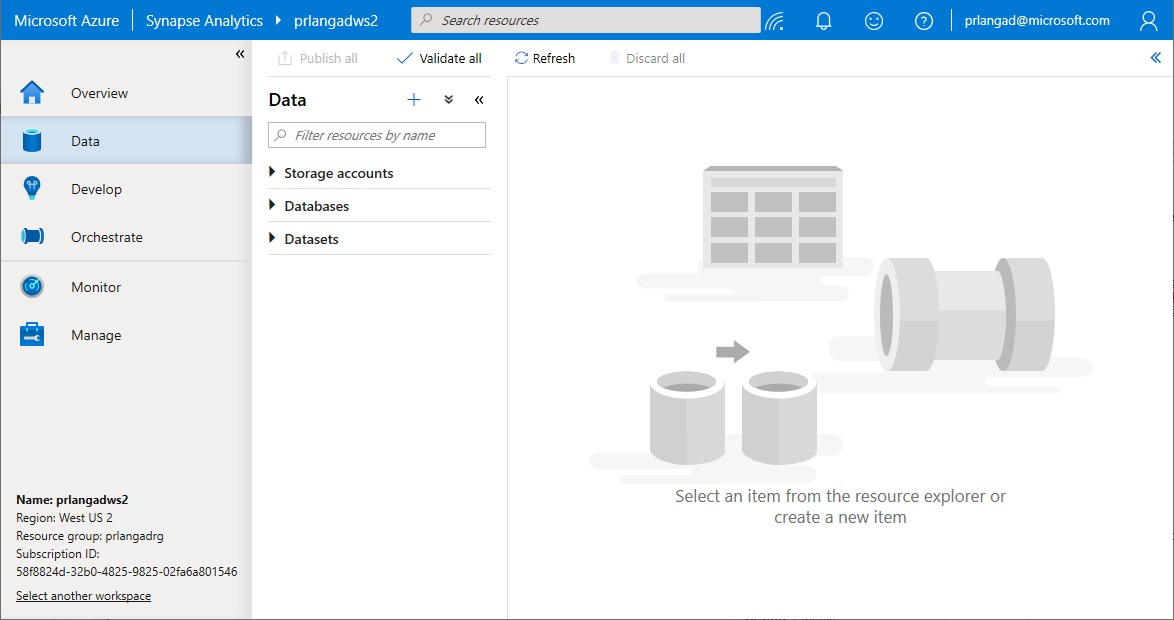 Microsoft Azure
Synapse Analytics
prlangadws2
Search resources
prlangad@microsoft.com
Publish all
Validate all
Refresh
Discard all
Overview
Data
Develop
Orchestrate
Monitor
Manage
Name: prlangadws2
Region: West US 2
Resource group: prlangadrg
Subscription ID:
58f8824d-32b0-4825-9825-02fa6a801546
Select another workspace
Data
Filter resources by name
Storage accounts
Databases
Datasets
Select an item from the resource explorer or
create a new item